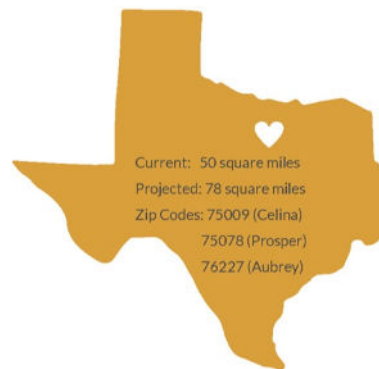 Current: 50 square miles
Projected: 78 square miles
Zip Codes: 75009 (Celina)
75078 (Prosper)
76227 (Aubrey)